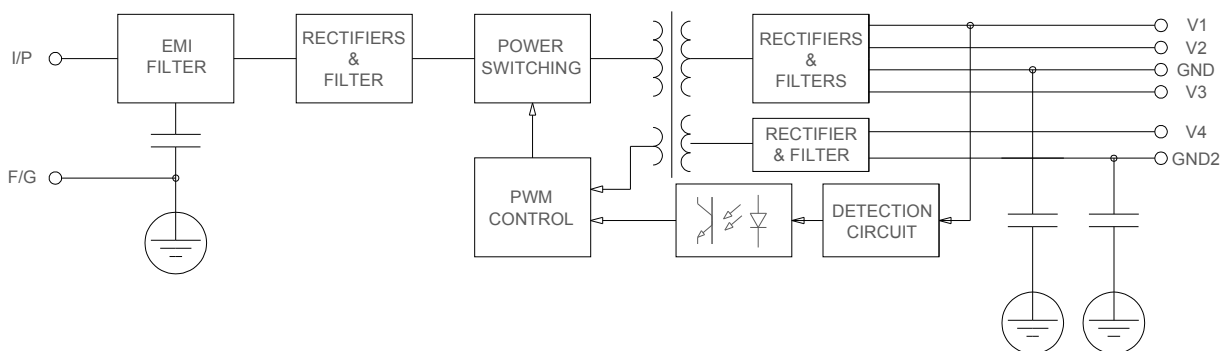 I/P
EMI
FILTER
RECTIFIERS
&
FILTER
POWER
SWITCHING
RECTIFIERS
&
FILTERS
V1
V2
GND
V3
RECTIFIER
& FILTER
V4
GND2
F/G
PWM
CONTROL
DETECTION
CIRCUIT